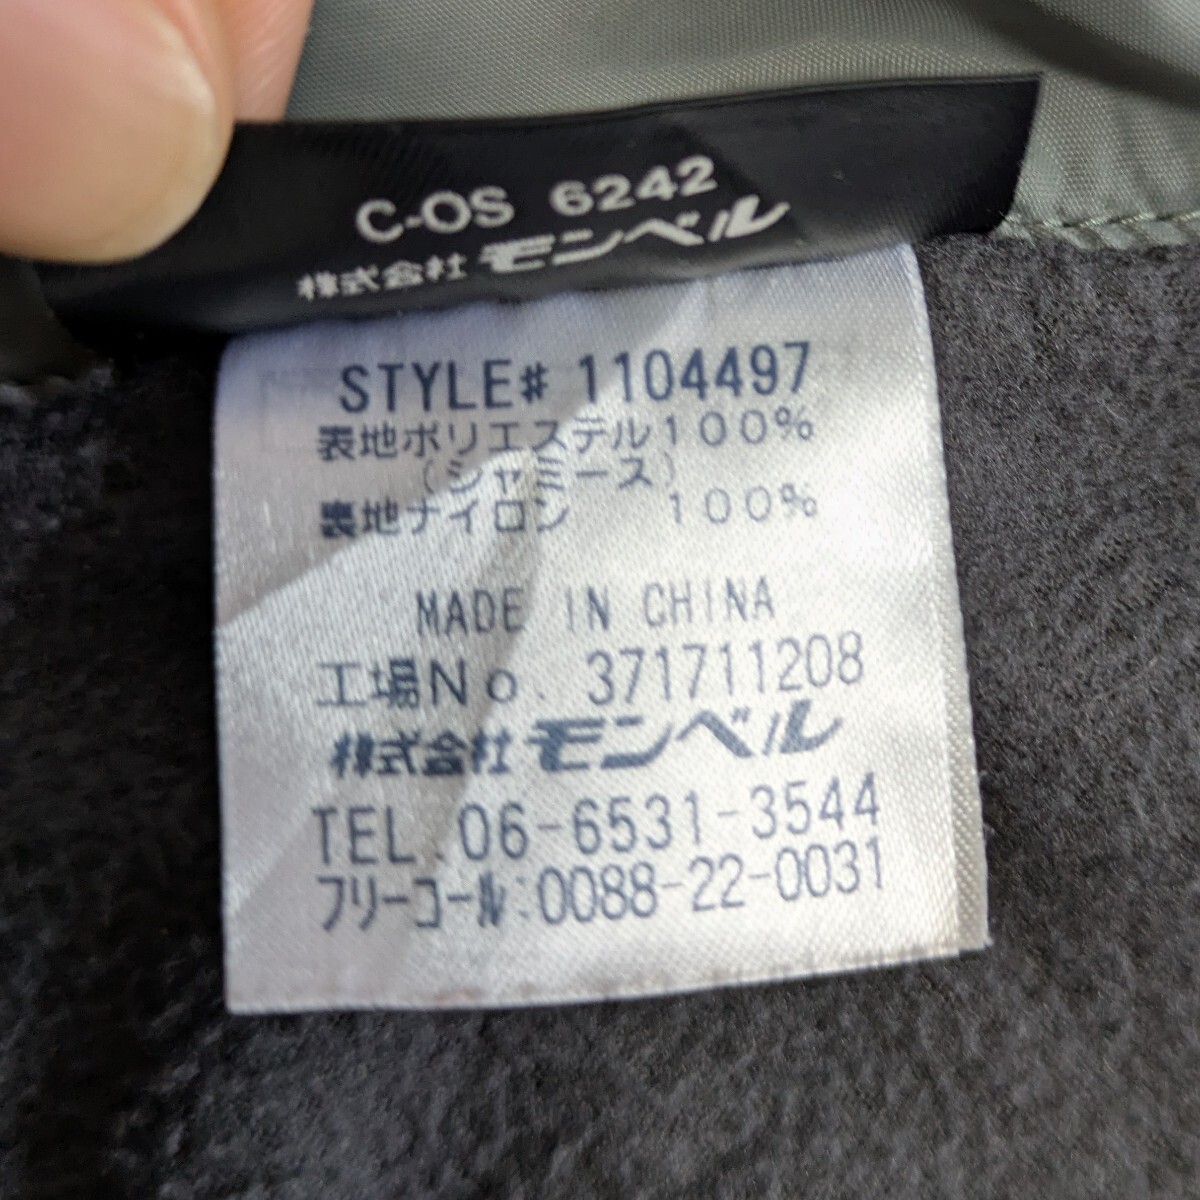 C-OS 6242
株式会社 モンベル
STYLE# 1104497
表地ポリエステル100%
(シャミース)
裏地ナイロン 100%
MADE IN CHINA
工場No. 371711208
株式会社 モンベル
TEL. 06-6531-3544
フリーコール:0088-22-0031